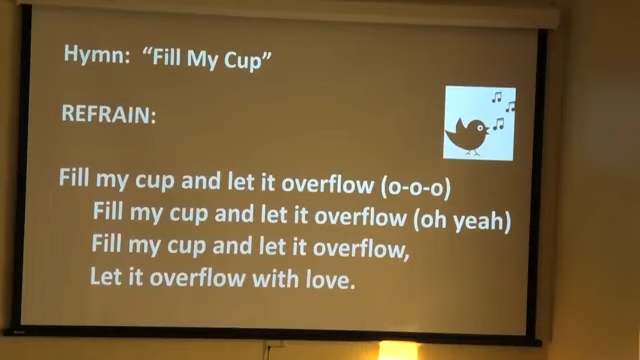 Hymn: “Fill My Cup”
REFRAIN:
Fill my cup and let it overflow (o-o-o)
Fill my cup and let it overflow (oh yeah)
Fill my cup and let it overflow,
Let it overflow with love.